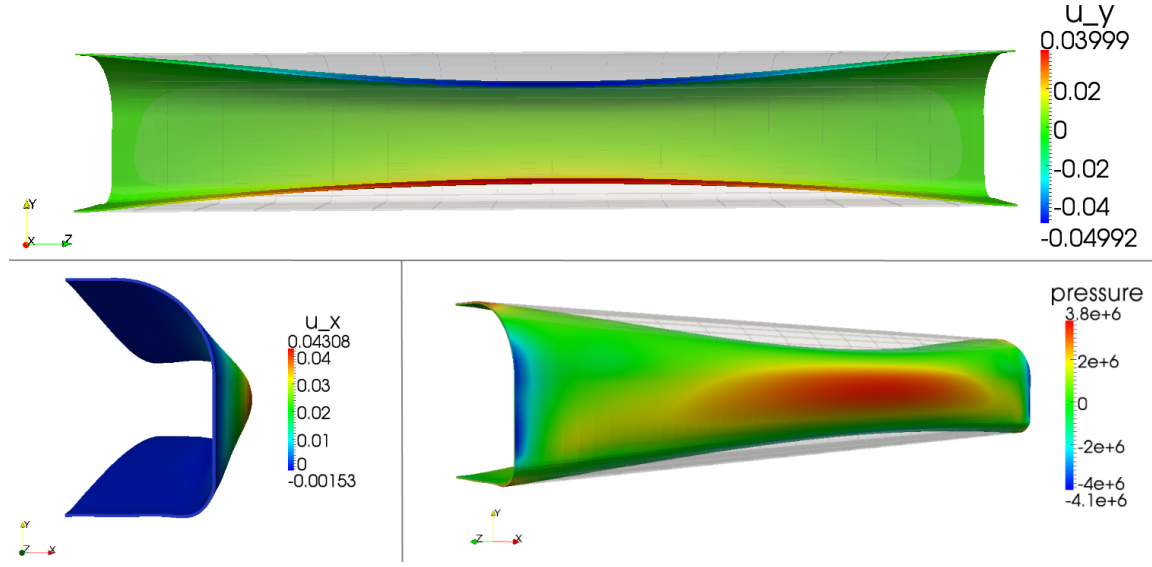 u_y
0.03999
0.02
0
-0.02
-0.04
-0.04992
Y
X
Z
u_x
0.04308
0.04
0.03
0.02
0.01
0
-0.00153
Y
Z
X
pressure
3.8e+6
2e+6
0
-2e+6
-4e+6
-4.1e+6
Y
Z
X